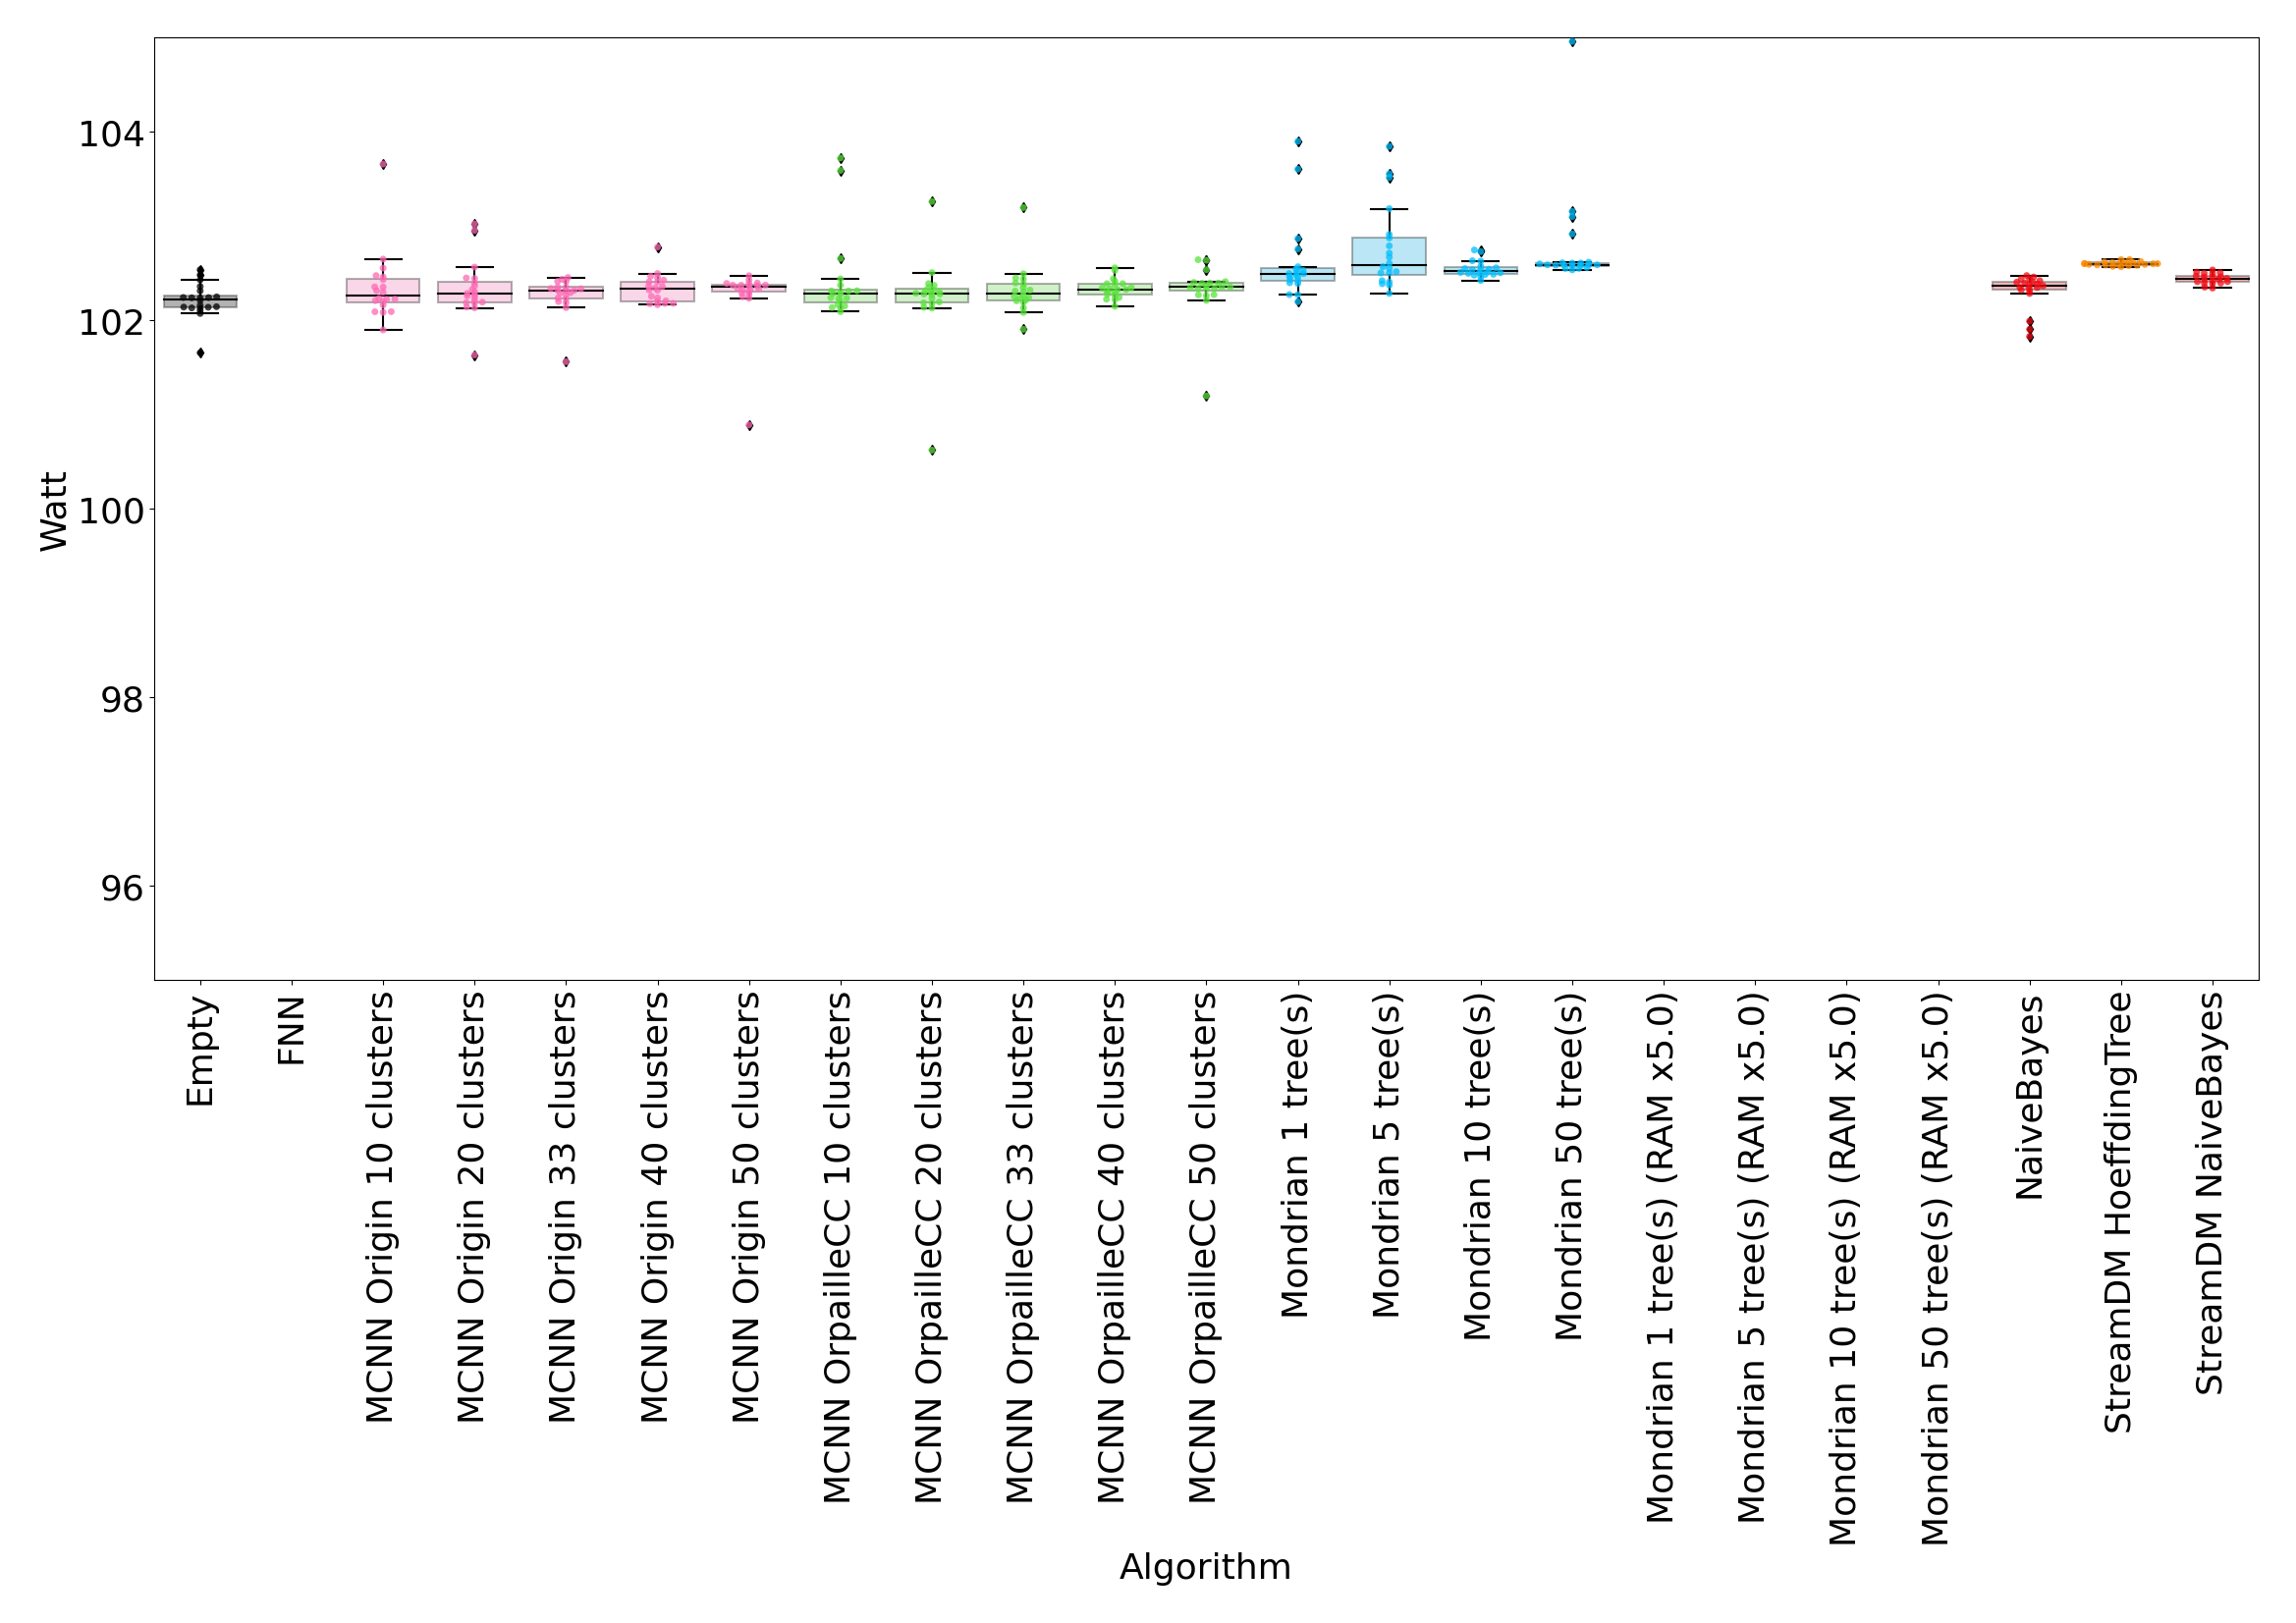 104
102
100
98
96
Watt
Empty
FNN
MCNN Origin 10 clusters
MCNN Origin 20 clusters
MCNN Origin 33 clusters
MCNN Origin 40 clusters
MCNN Origin 50 clusters
MCNN OrpailleCC 10 clusters
MCNN OrpailleCC 20 clusters
MCNN OrpailleCC 33 clusters
MCNN OrpailleCC 40 clusters
MCNN OrpailleCC 50 clusters
Mondrian 1 tree(s)
Mondrian 5 tree(s)
Mondrian 10 tree(s)
Mondrian 50 tree(s)
Mondrian 1 tree(s) (RAM x5.0)
Mondrian 5 tree(s) (RAM x5.0)
Mondrian 10 tree(s) (RAM x5.0)
Mondrian 50 tree(s) (RAM x5.0)
NaiveBayes
StreamDM HoeffdingTree
StreamDM NaiveBayes
Algorithm